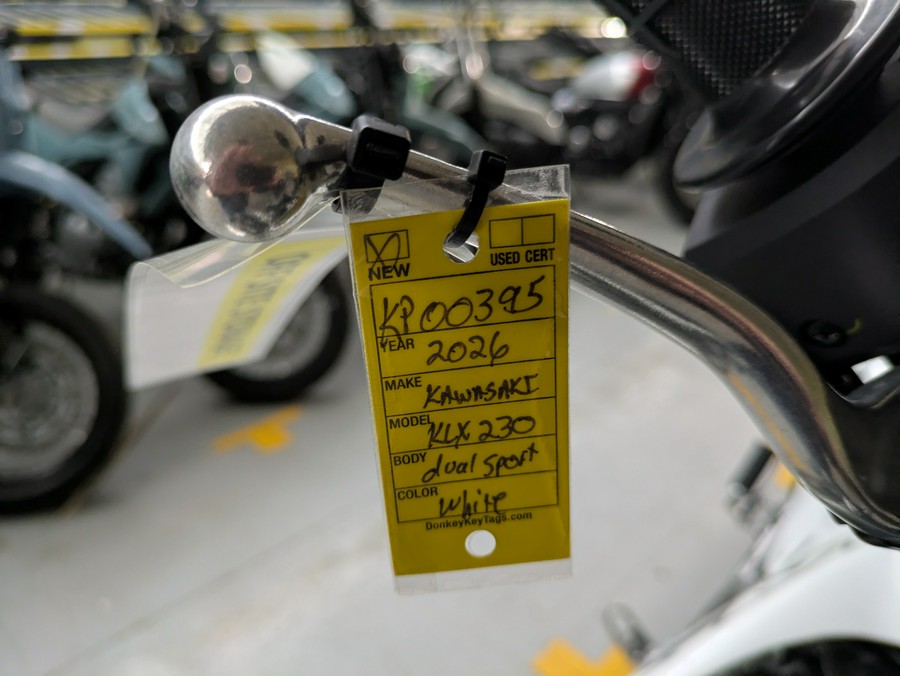 NEW
USED CERT
KP00395
YEAR 2026
MAKE KAWASAKI
MODEL KLX 230
BODY dual sport
COLOR White
DonkeyKeyTags.com